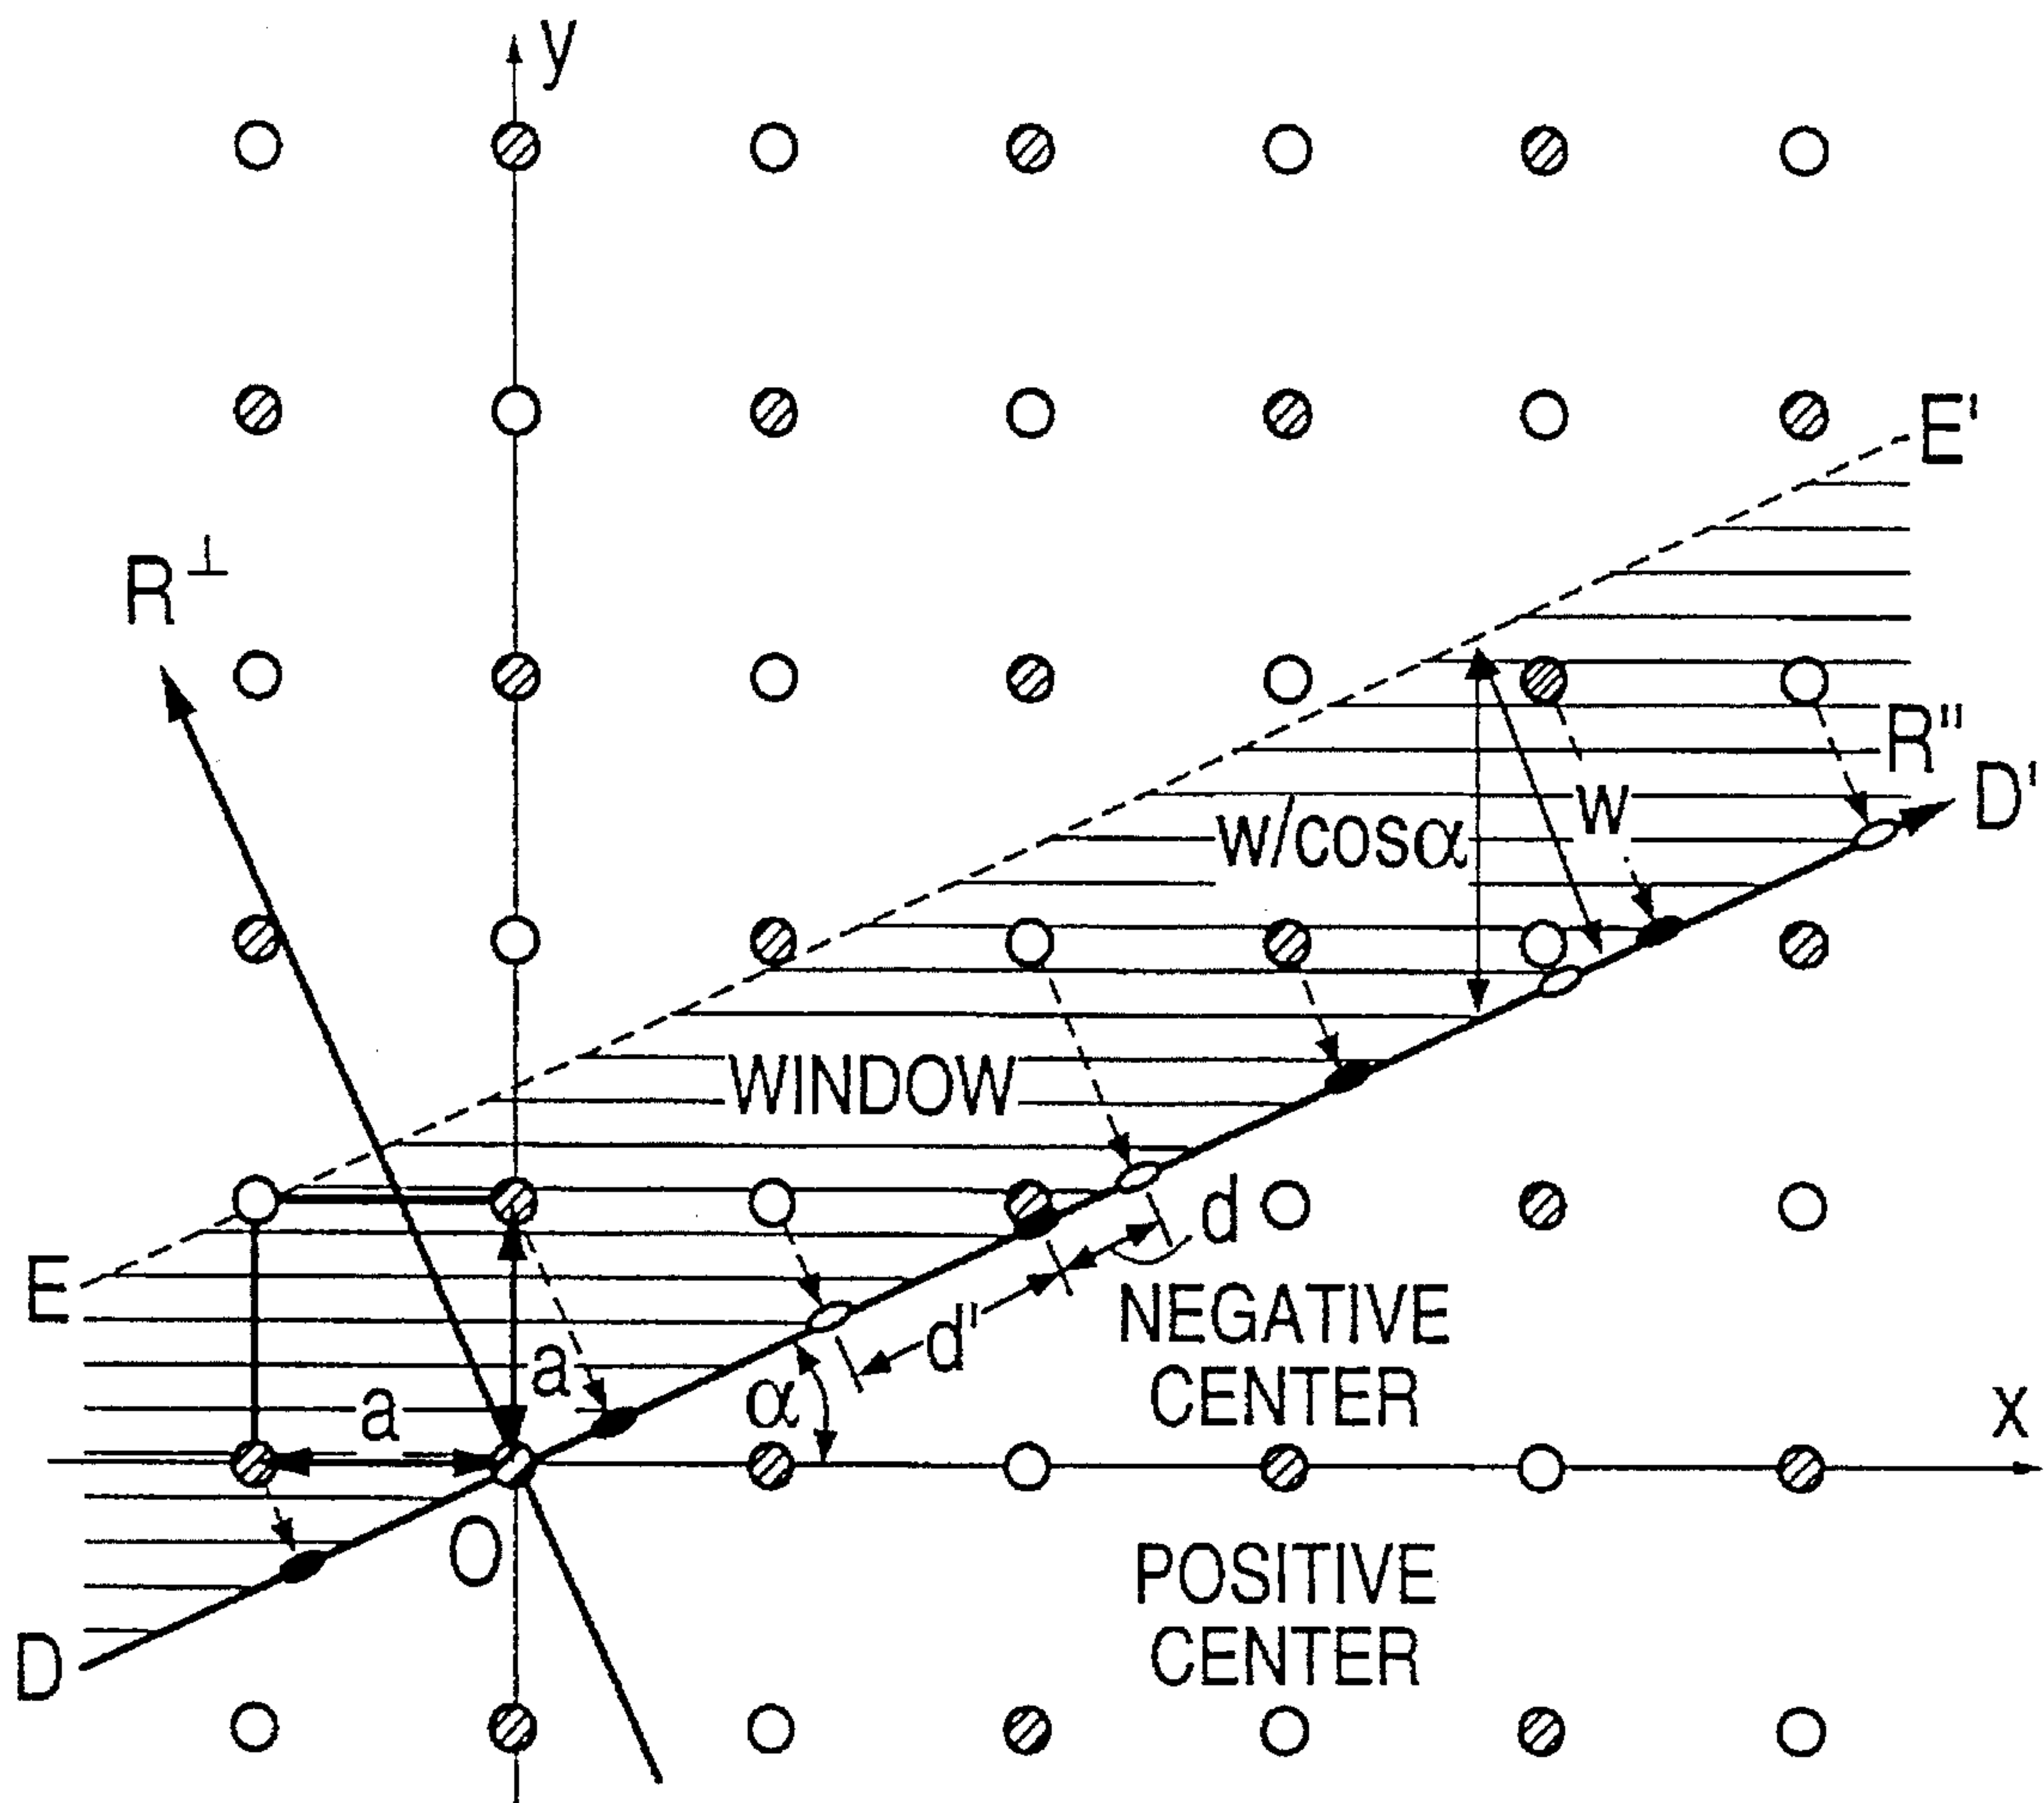 y
E'
R⊥
R"
D'
w
w/cosα
WINDOW
d
E
NEGATIVE
CENTER
d'
a
α
a
x
O
POSITIVE
CENTER
D